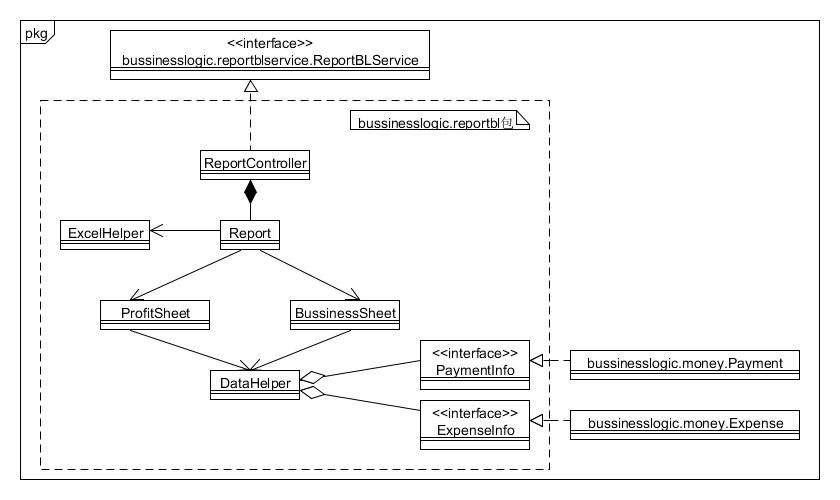 pkg
<<interface>>
bussinesslogic.reportblservice.ReportBLService
bussinesslogic.reportbl包
ReportController
ExcelHelper
Report
ProfitSheet
BussinessSheet
<<interface>>
PaymentInfo
bussinesslogic.money.Payment
DataHelper
<<interface>>
ExpenseInfo
bussinesslogic.money.Expense